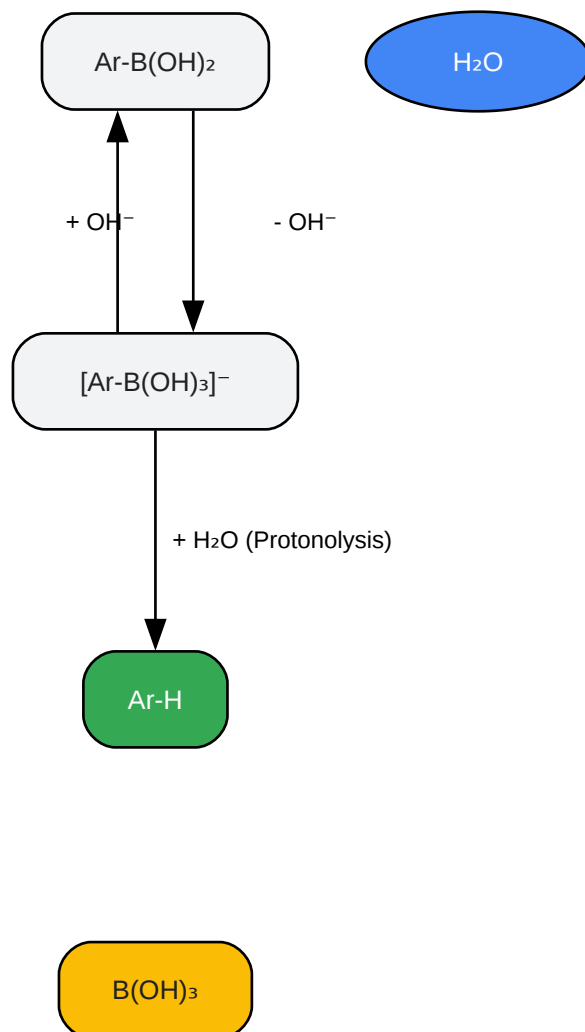 Ar-B(OH)₂
H₂O
+ OH⁻
- OH⁻
[Ar-B(OH)₃]⁻
+ H₂O (Protonolysis)
Ar-H
B(OH)₃